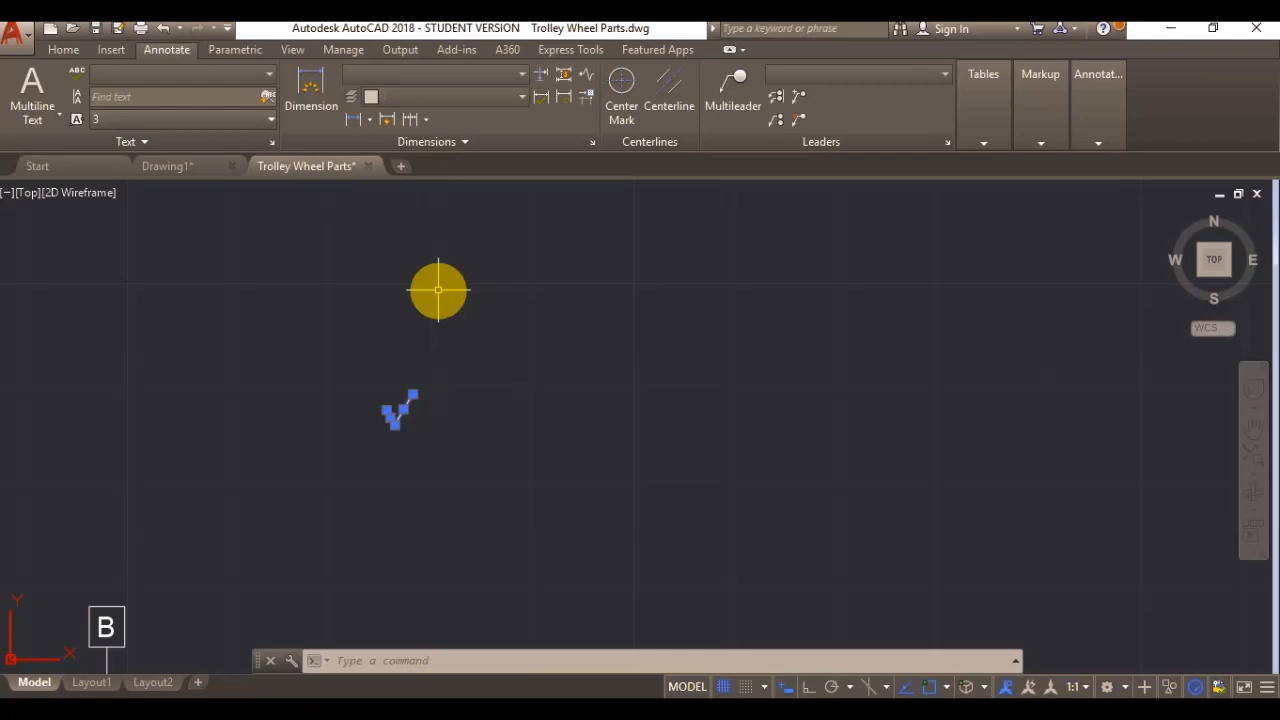 Autodesk AutoCAD 2018 - STUDENT VERSION Trolley Wheel Parts.dwg
Type a keyword or phrase
Sign In
Home Insert Annotate Parametric View Manage Output Add-ins A360 Express Tools Featured Apps
A
ABC
Multiline Text
Find text
3
Dimension
Center Mark
Centerline
Multileader
Tables
Markup
Annotat...
Text
Dimensions
Centerlines
Leaders
Start
Drawing1*
Trolley Wheel Parts*
[−][Top][2D Wireframe]
N
W
TOP
E
S
WCS
Y
X
B
Type a command
Model Layout1 Layout2
MODEL
1:1